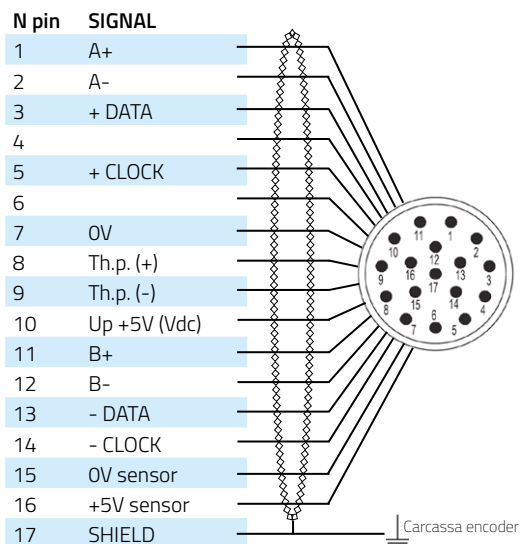 N pin SIGNAL
1 A+
2 A-
3 + DATA
4
5 + CLOCK
6
7 0V
8 Th.p. (+)
9 Th.p. (-)
10 Up +5V (Vdc)
11 B+
12 B-
13 - DATA
14 - CLOCK
15 0V sensor
16 +5V sensor
17 SHIELD
11 1
10 12 2
9 16 13 3
17
8 15 14 4
7 6 5
Carcassa encoder